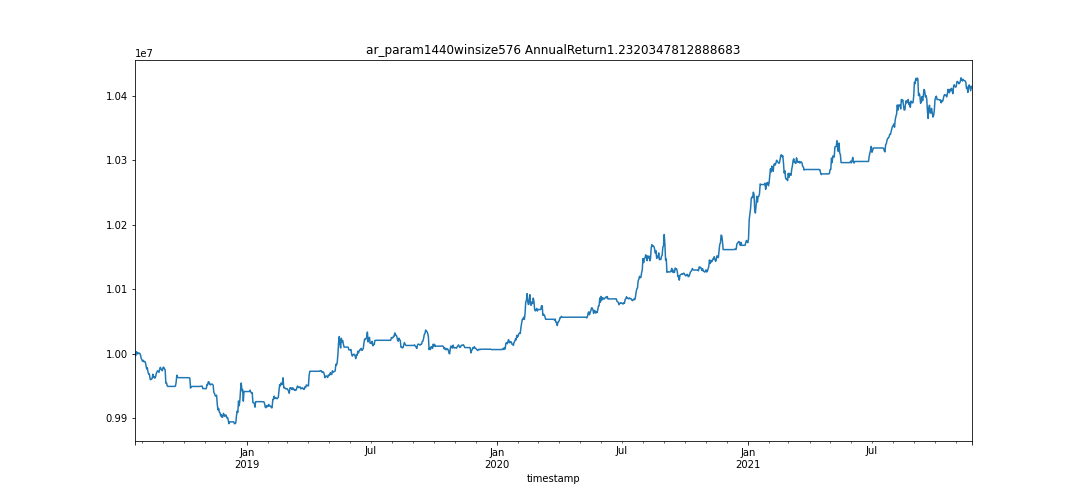 ar_param1440winsize576 AnnualReturn1.2320347812888683
1e7
1.04
1.03
1.02
1.01
1.00
0.99
Jan
2019
Jul
Jan
2020
Jul
Jan
2021
Jul
timestamp